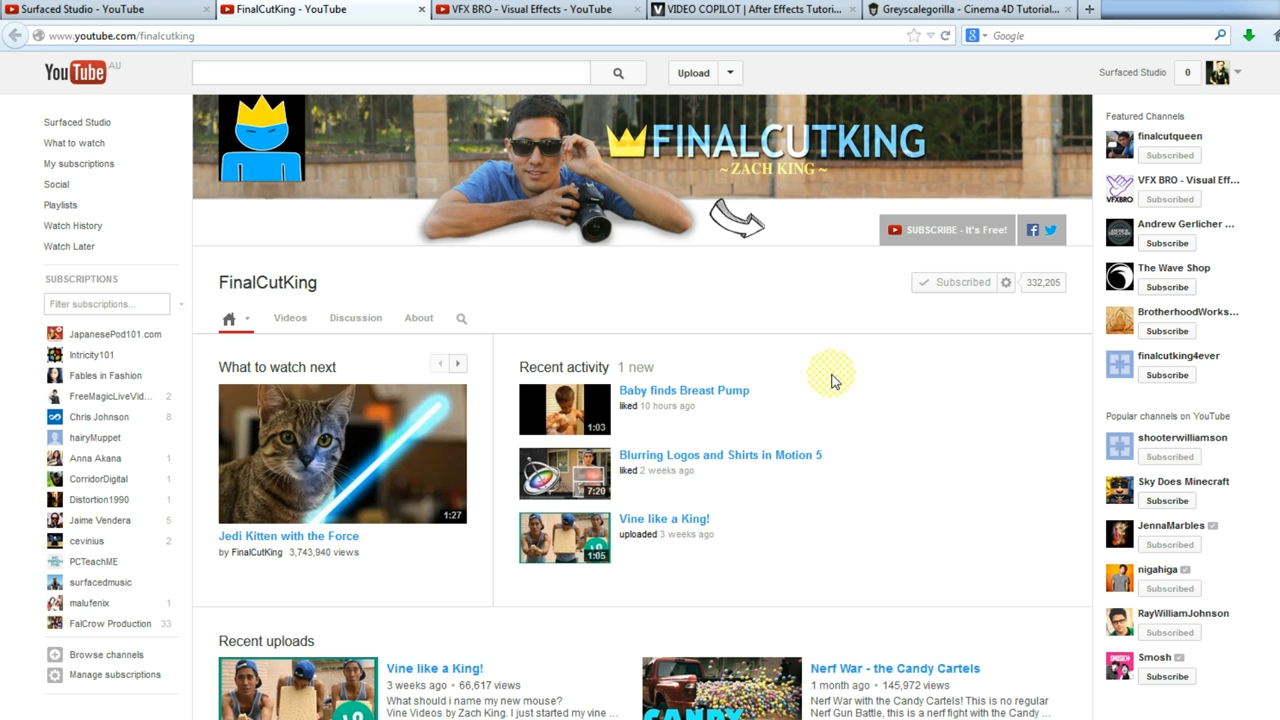 Surfaced Studio - YouTube
FinalCutKing - YouTube
VFX BRO - Visual Effects - YouTube
VIDEO COPILOT | After Effects Tutori...
Greyscalegorilla - Cinema 4D Tutorial...
www.youtube.com/finalcutking
Google
YouTube AU
Upload
Surfaced Studio
0
Surfaced Studio
What to watch
My subscriptions
Social
Playlists
Watch History
Watch Later
SUBSCRIPTIONS
Filter subscriptions...
JapanesePod101.com
Intricity101
Fables in Fashion
FreeMagicLiveVid... 2
Chris Johnson 8
hairyMuppet
Anna Akana 1
CorridorDigital 1
Distortion1990 1
Jaime Vendera 5
cevinius 2
PCTeachME
surfacedmusic
malufenix 1
FalCrow Production 33
Browse channels
Manage subscriptions
FINALCUTKING
~ ZACH KING ~
SUBSCRIBE - It's Free!
FinalCutKing
Subscribed
332,205
Videos
Discussion
About
What to watch next
1:27
Jedi Kitten with the Force
by FinalCutKing 3,743,940 views
Recent activity 1 new
1:03
Baby finds Breast Pump
liked 10 hours ago
7:20
Blurring Logos and Shirts in Motion 5
liked 2 weeks ago
1:05
Vine like a King!
uploaded 3 weeks ago
Recent uploads
Vine like a King!
3 weeks ago • 66,617 views
What should i name my new mouse?
Vine Videos by Zach King. I just started my vine ...
CANDY
Nerf War - the Candy Cartels
1 month ago • 145,972 views
Nerf War with the Candy Cartels! This is no regular
Nerf Gun Battle, this is a nerf fight with the Candy ...
Featured Channels
finalcutqueen
Subscribed
VFX BRO - Visual Eff...
VFXBRO
Subscribed
Andrew Gerlicher ...
Subscribe
The Wave Shop
Subscribe
BrotherhoodWorks...
Subscribe
finalcutking4ever
Subscribe
Popular channels on YouTube
shooterwilliamson
Subscribed
Sky Does Minecraft
Subscribe
JennaMarbles
Subscribed
nigahiga
Subscribed
RayWilliamJohnson
Subscribed
Smosh
Subscribe